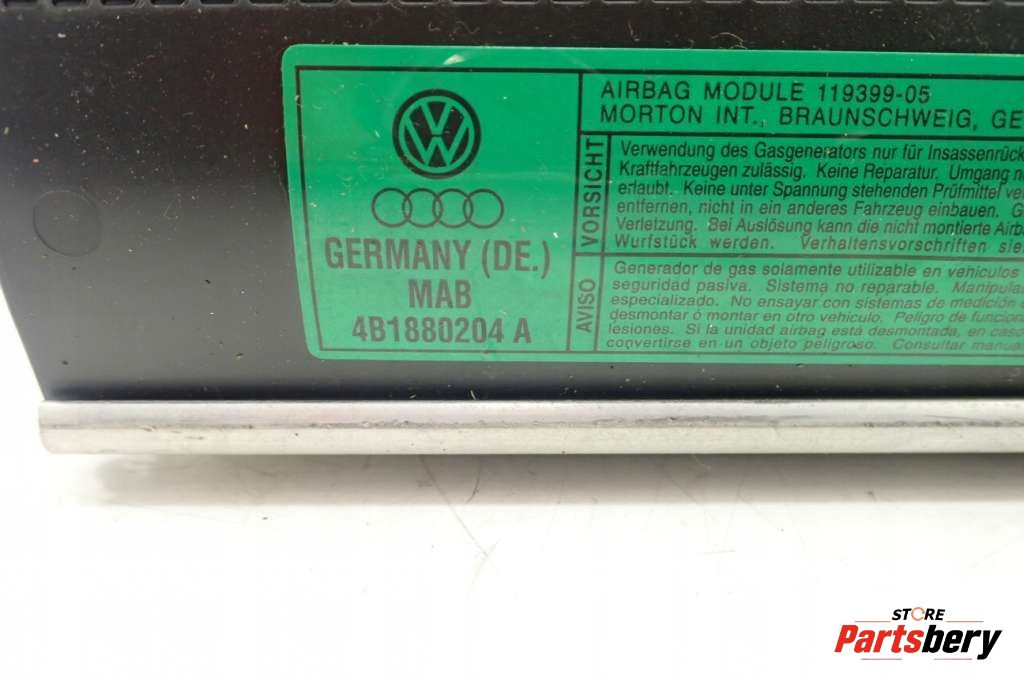 GERMANY (DE.)
MAB
4B1880204 A
AIRBAG MODULE 119399-05
MORTON INT., BRAUNSCHWEIG,
VORSICHT
Verwendung des Gasgenerators nur für
Kraftfahrzeugen zulässig. Keine Reparatur. Umgang
erlaubt. Keine unter Spannung stehenden Prüfmittel
entfernen, nicht in ein anderes Fahrzeug einbauen.
Verletzung. Bei Auslösung kann die nicht montierte
Wurfstück werden. Verhaltensvorschriften
AVISO
Generador de gas solamente utilizable en vehiculos
seguridad pasiva. Sistema no reparable.
especializado. No ensayar con sistemas de medición
desmontar ó montar en otro vehículo. Peligro de
lesiones. Si la unidad airbag está desmontada, en
convertirse en un objeto peligroso. Consultar
STORE
Partsbery